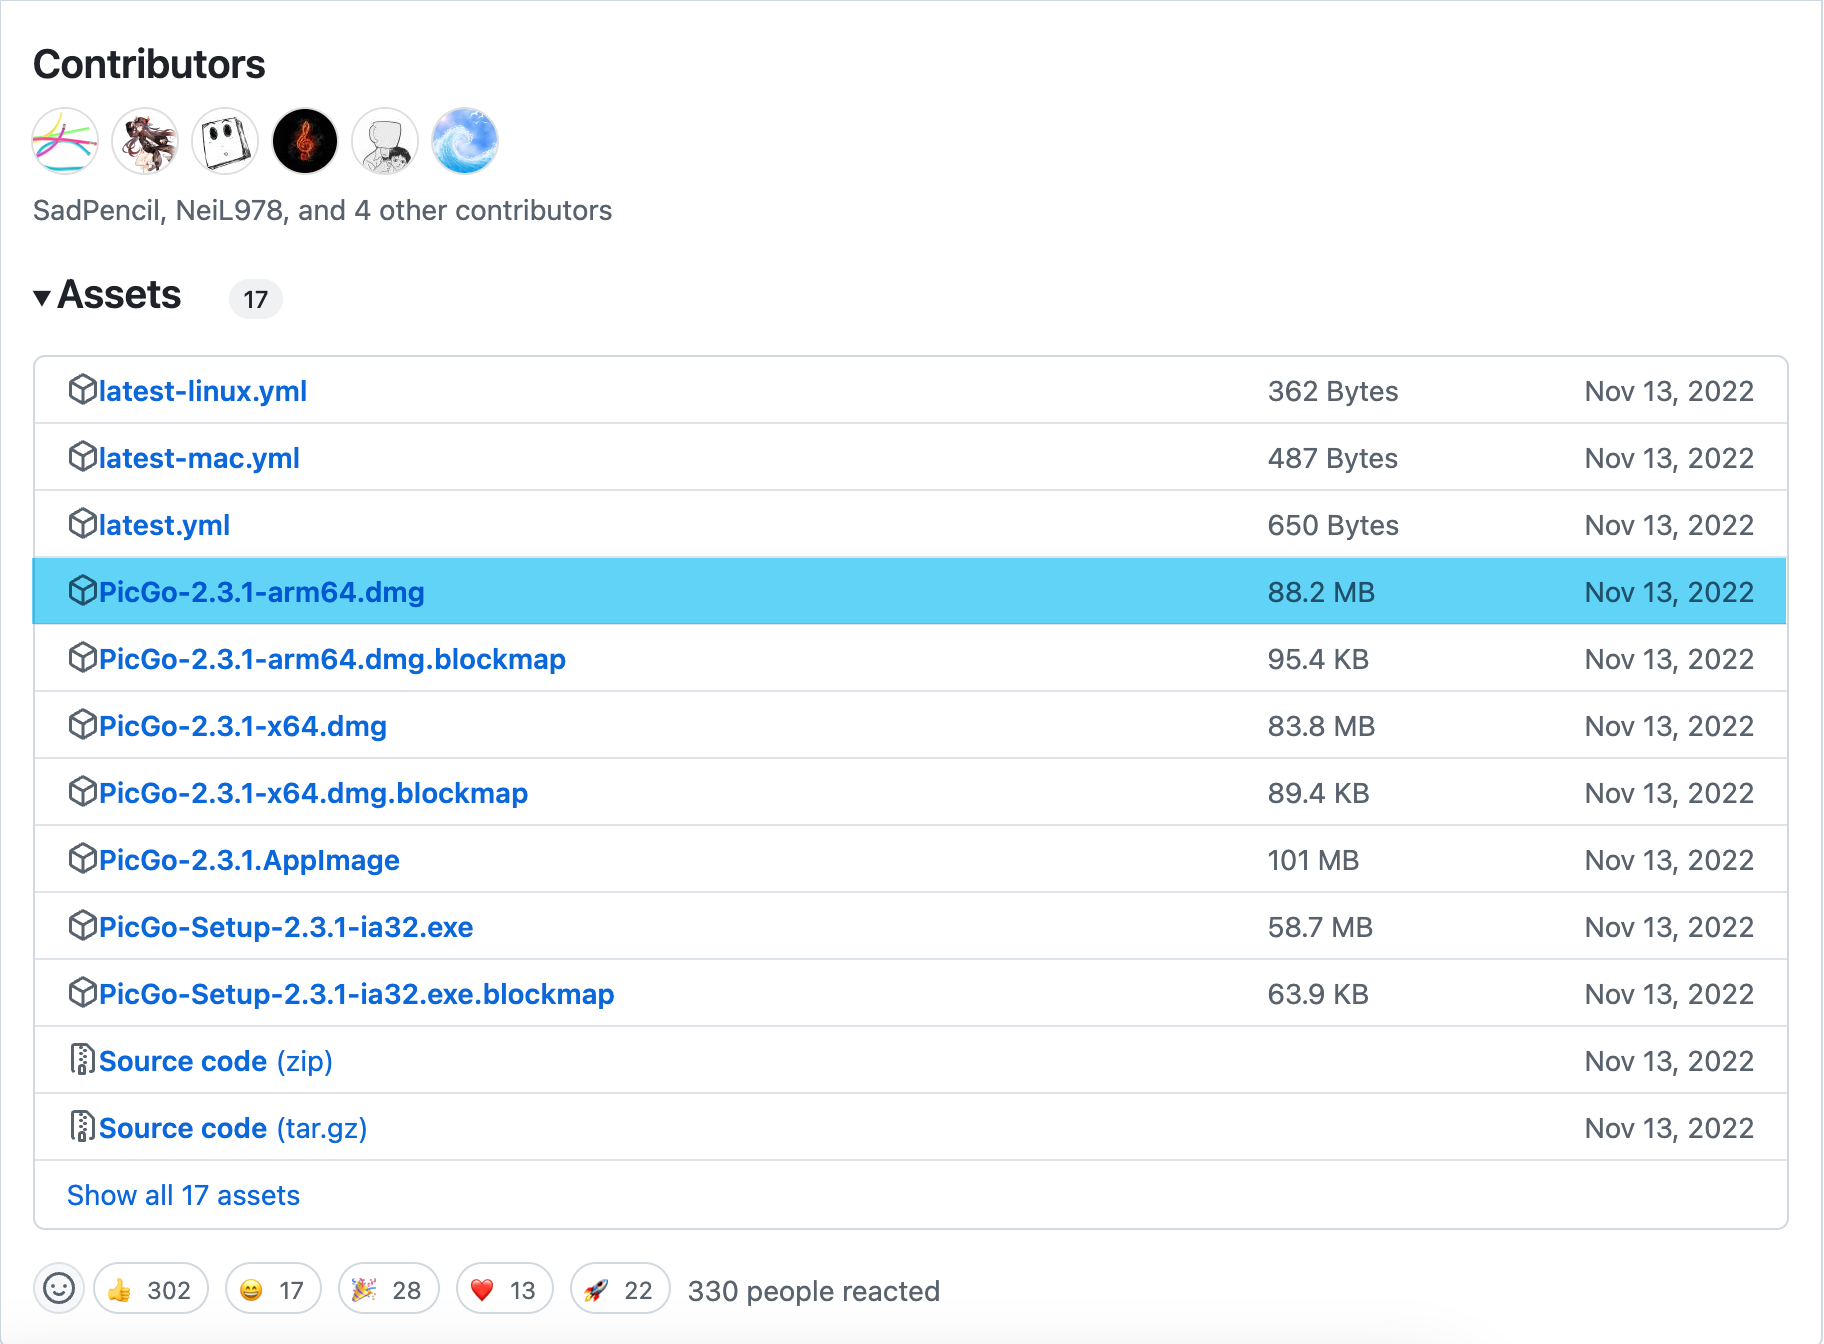 Contributors
SadPencil, NeiL978, and 4 other contributors
Assets 17
latest-linux.yml 362 Bytes Nov 13, 2022
latest-mac.yml 487 Bytes Nov 13, 2022
latest.yml 650 Bytes Nov 13, 2022
PicGo-2.3.1-arm64.dmg 88.2 MB Nov 13, 2022
PicGo-2.3.1-arm64.dmg.blockmap 95.4 KB Nov 13, 2022
PicGo-2.3.1-x64.dmg 83.8 MB Nov 13, 2022
PicGo-2.3.1-x64.dmg.blockmap 89.4 KB Nov 13, 2022
PicGo-2.3.1.AppImage 101 MB Nov 13, 2022
PicGo-Setup-2.3.1-ia32.exe 58.7 MB Nov 13, 2022
PicGo-Setup-2.3.1-ia32.exe.blockmap 63.9 KB Nov 13, 2022
Source code (zip) Nov 13, 2022
Source code (tar.gz) Nov 13, 2022
Show all 17 assets
302 17 28 13 22 330 people reacted